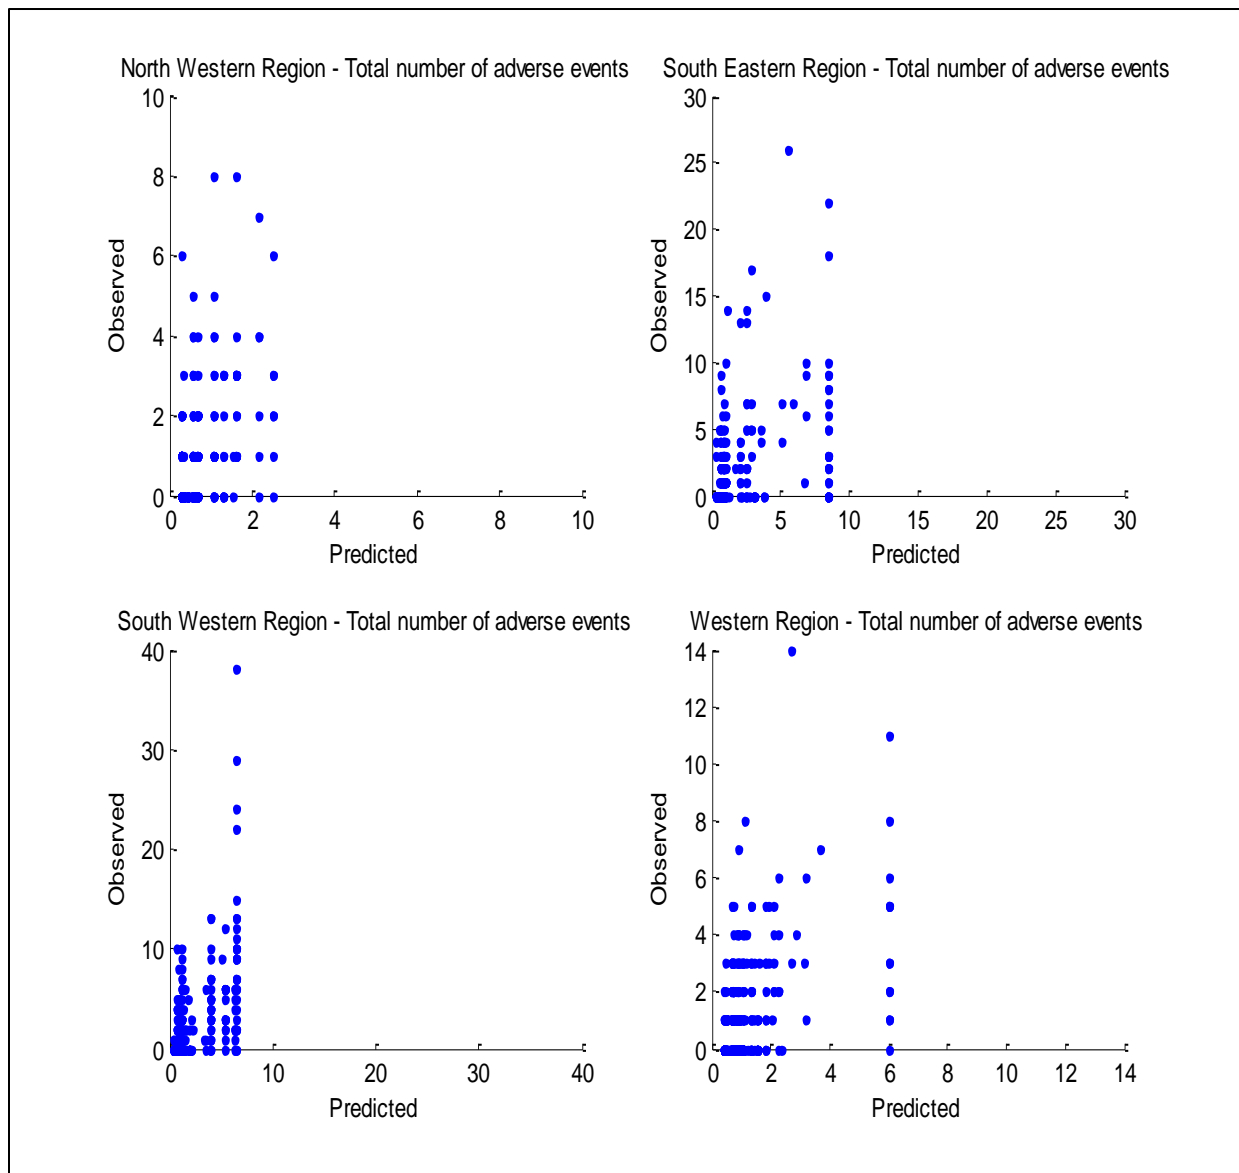 North Western Region - Total number of adverse events
10
8
6
4
2
0
Observed
0 2 4 6 8 10
Predicted
South Eastern Region - Total number of adverse events
30
25
20
15
10
5
0
Observed
0 5 10 15 20 25 30
Predicted
South Western Region - Total number of adverse events
40
30
20
10
0
Observed
0 10 20 30 40
Predicted
Western Region - Total number of adverse events
14
12
10
8
6
4
2
0
Observed
0 2 4 6 8 10 12 14
Predicted